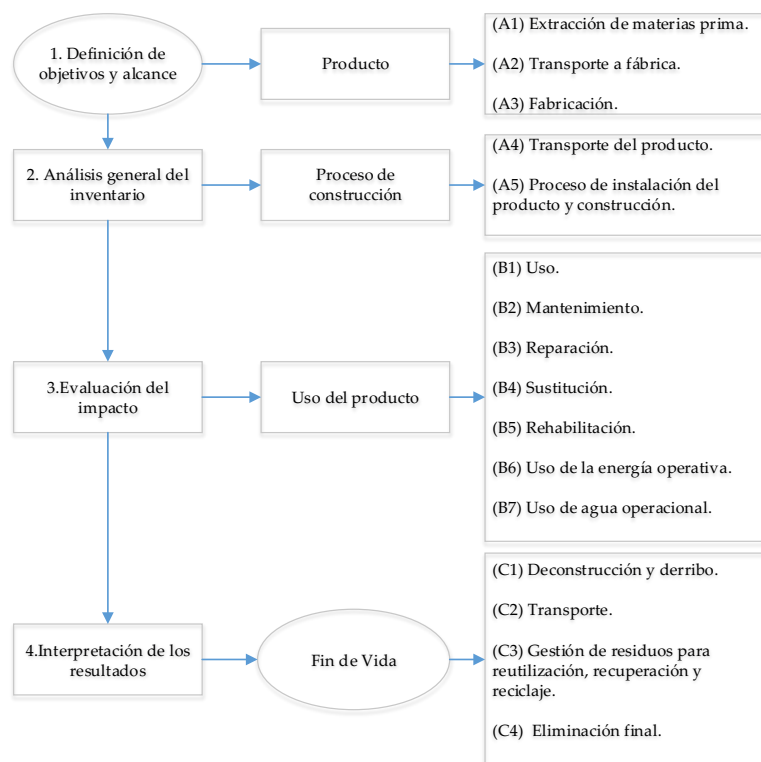 1. Definición de
objetivos y alcance
Producto
(A1) Extracción de materias prima.
(A2) Transporte a fábrica.
(A3) Fabricación.
2. Análisis general del
inventario
Proceso de
construcción
(A4) Transporte del producto.
(A5) Proceso de instalación del
producto y construcción.
3.Evaluación del
impacto
Uso del producto
(B1) Uso.
(B2) Mantenimiento.
(B3) Reparación.
(B4) Sustitución.
(B5) Rehabilitación.
(B6) Uso de la energía operativa.
(B7) Uso de agua operacional.
4.Interpretación de los
resultados
Fin de Vida
(C1) Deconstrucción y derribo.
(C2) Transporte.
(C3) Gestión de residuos para
reutilización, recuperación y
reciclaje.
(C4) Eliminación final.